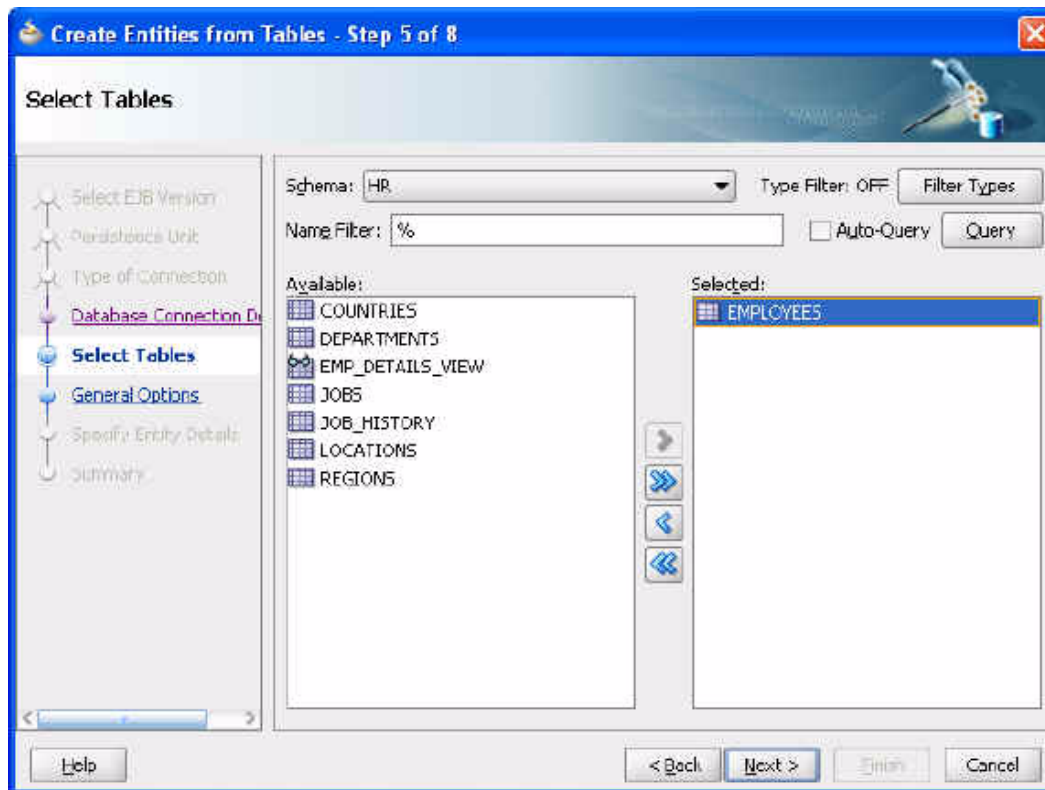 Create Entities from Tables - Step 5 of 8
Select Tables
Select EJB Version
Persistence Unit
Type of Connection
Database Connection De
Select Tables
General Options
Specify Entity Details
Summary
Schema: HR
Type Filter: OFF
Filter Types
Name Filter: %
Auto-Query
Query
Available:
COUNTRIES
DEPARTMENTS
EMP_DETAILS_VIEW
JOBS
JOB_HISTORY
LOCATIONS
REGIONS
Selected:
EMPLOYEES
Help
< Back
Next >
Finish
Cancel